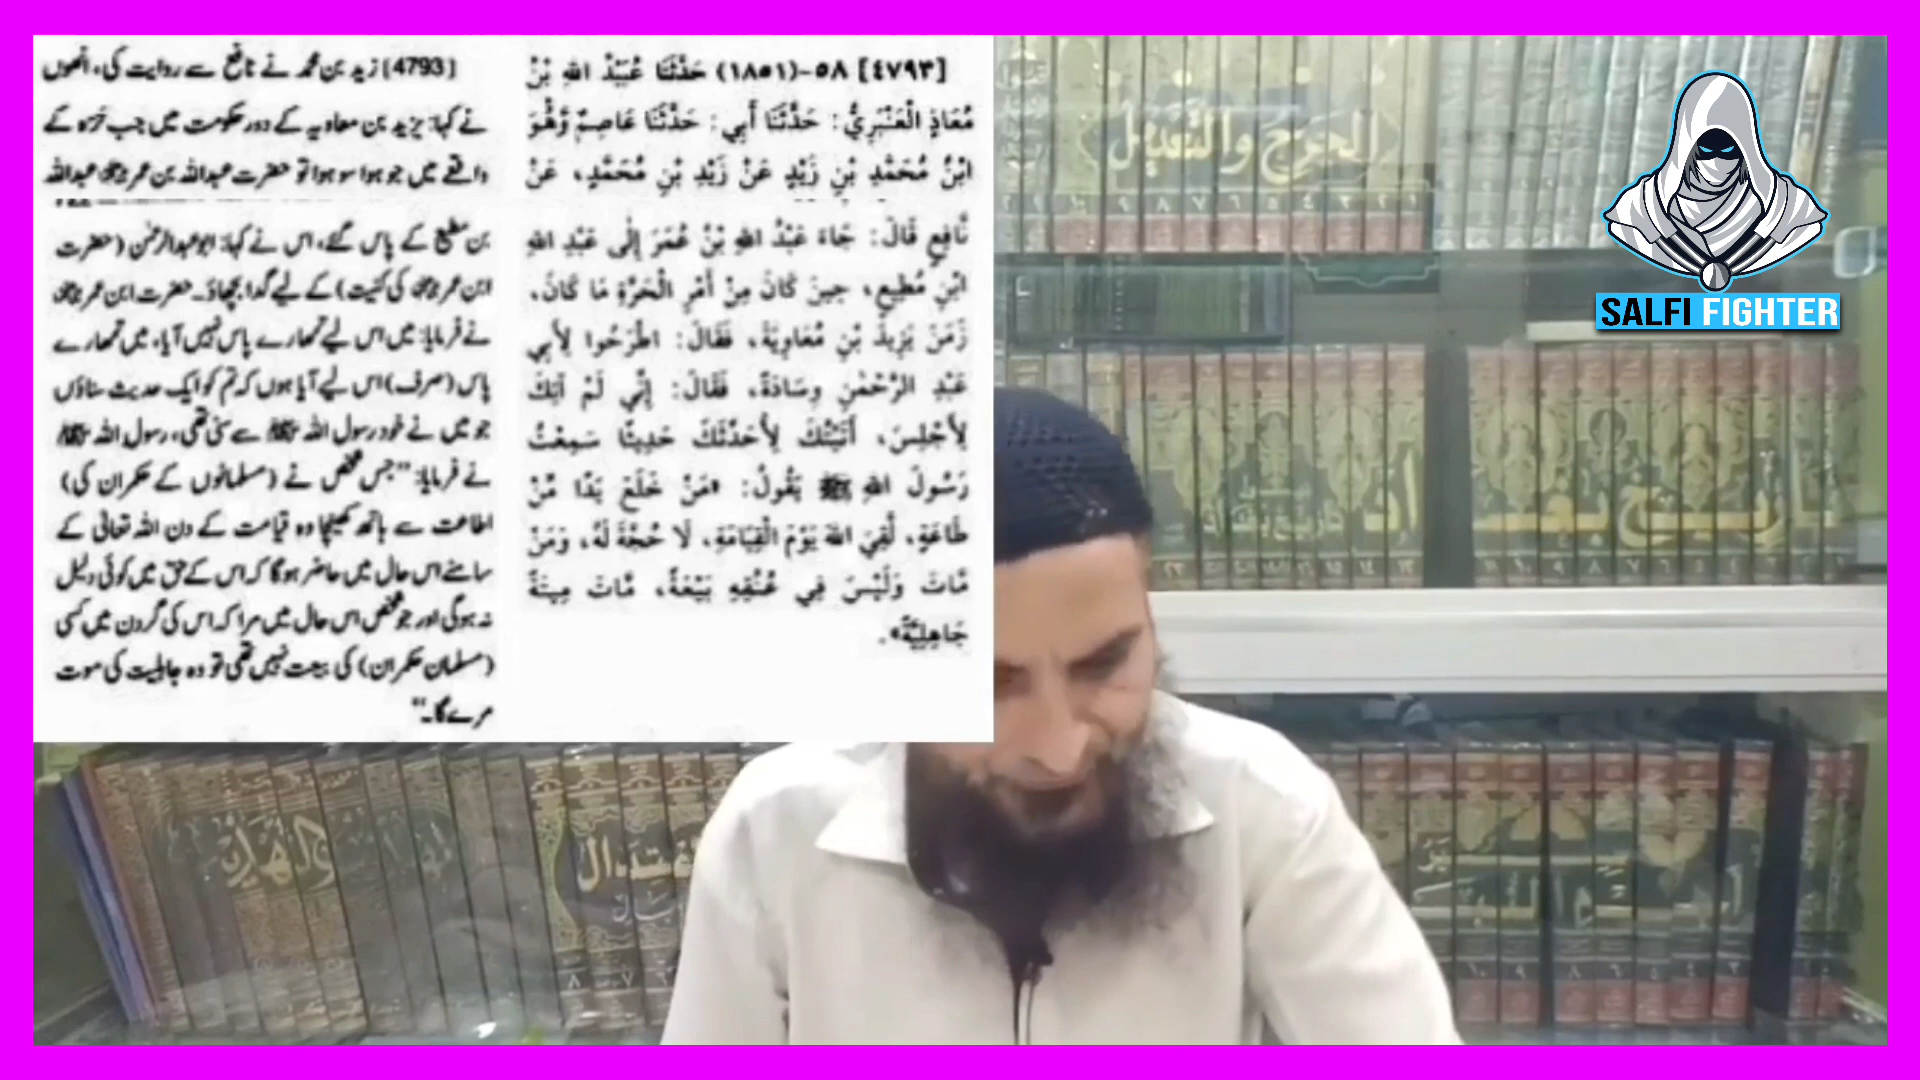 [٤٧٩٣] ٥٨-(١٨٥١) حَدَّثَنَا عُبَيْدُ اللهِ بْنُ
مُعَاذٍ الْعَنْبَرِيُّ: حَدَّثَنَا أَبِي: حَدَّثَنَا عَاصِمٌ وَّهُوَ
ابْنُ مُحَمَّدِ بْنِ زَيْدٍ عَنْ زَيْدِ بْنِ مُحَمَّدٍ، عَنْ
نَّافِعٍ قَالَ: جَاءَ عَبْدُ اللهِ بْنُ عُمَرَ إِلٰى عَبْدِ اللهِ
ابْنِ مُطِيعٍ، حِينَ كَانَ مِنْ أَمْرِ الْحَرَّةِ مَا كَانَ،
زَمَنَ يَزِيدَ بْنِ مُعَاوِيَةَ، فَقَالَ: اطْرَحُوا لِأَبِي
عَبْدِ الرَّحْمٰنِ وِسَادَةً، فَقَالَ: إِنِّي لَمْ آتِكَ
لِأَجْلِسَ، أَتَيْتُكَ لِأُحَدِّثَكَ حَدِيثًا سَمِعْتُ
رَسُولَ اللهِ ﷺ يَقُولُ: «مَنْ خَلَعَ يَدًا مِّنْ
طَاعَةٍ، لَقِيَ اللهَ يَوْمَ الْقِيَامَةِ، لَا حُجَّةَ لَهُ، وَمَنْ
مَّاتَ وَلَيْسَ فِي عُنُقِهِ بَيْعَةٌ، مَّاتَ مِيتَةً
جَاهِلِيَّةً».
[4793] زید بن محمد نے نافع سے روایت کی، انھوں
نے کہا: یزید بن معاویہ کے دور حکومت میں جب حَرّہ کے
واقعے میں جو ہوا سو ہوا تو حضرت عبداللہ بن عمر رضی اللہ عنہما عبداللہ
بن مطیع کے پاس گئے، اس نے کہا: ابوعبدالرحمٰن (حضرت
ابن عمر رضی اللہ عنہما کی کنیت) کے لیے گدا بچھاؤ۔ حضرت ابن عمر رضی اللہ عنہما
نے فرمایا: میں اس لیے تمھارے پاس نہیں آیا، میں تمھارے
پاس (صرف) اس لیے آیا ہوں کہ تم کو ایک حدیث سناؤں
جو میں نے خود رسول اللہ ﷺ سے سنی تھی، رسول اللہ ﷺ
نے فرمایا: "جس شخص نے (مسلمانوں کے حکمران کی)
اطاعت سے ہاتھ کھینچا وہ قیامت کے دن اللہ تعالیٰ کے
سامنے اس حال میں حاضر ہوگا کہ اس کے حق میں کوئی دلیل
نہ ہوگی اور جو شخص اس حال میں مرا کہ اس کی گردن میں کسی
(مسلمان حکمران) کی بیعت نہیں تھی تو وہ جاہلیت کی موت
مرے گا۔"
SALFI FIGHTER
الجرح والتعديل
تاريخ بغداد